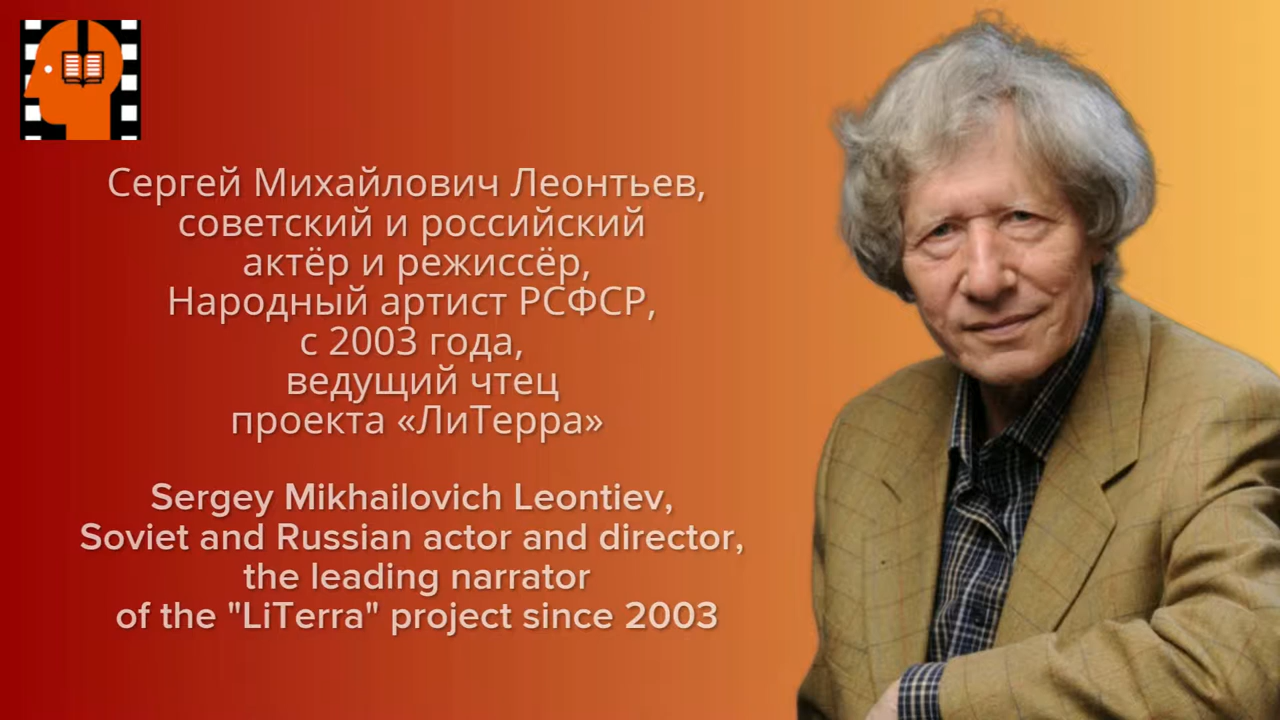 Сергей Михайлович Леонтьев,
советский и российский
актёр и режиссёр,
Народный артист РСФСР,
с 2003 года,
ведущий чтец
проекта «ЛиТерра»
Sergey Mikhailovich Leontiev,
Soviet and Russian actor and director,
the leading narrator
of the "LiTerra" project since 2003